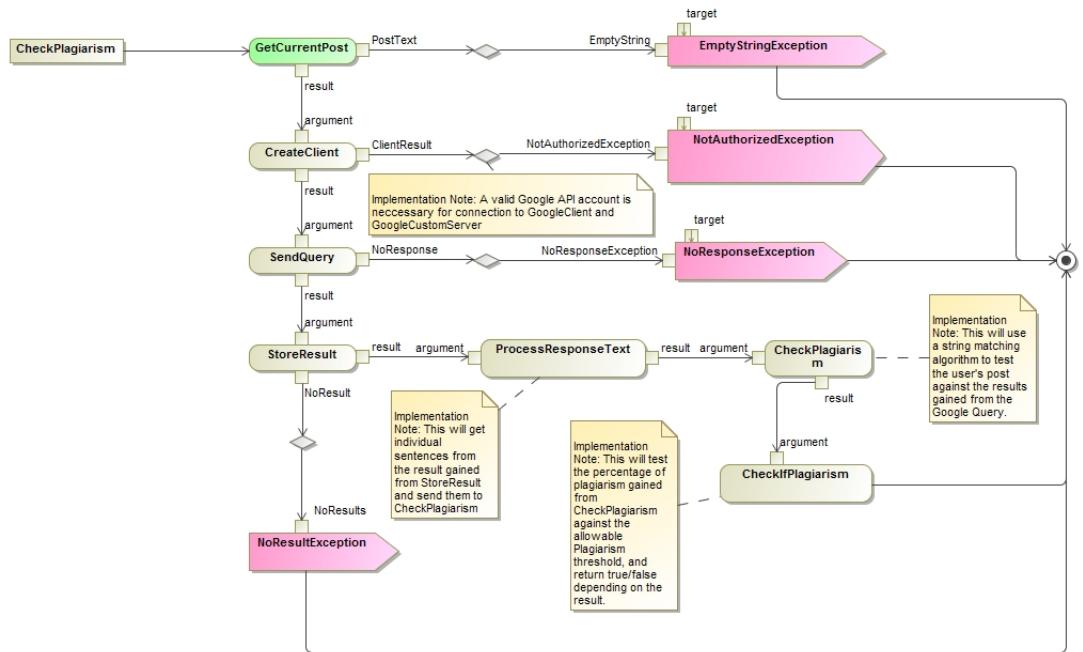 target
CheckPlagiarism
GetCurrentPost
PostText
EmptyString
EmptyStringException
result
argument
target
CreateClient
ClientResult
NotAuthorizedException
NotAuthorizedException
result
Implementation Note: A valid Google API account is
neccessary for connection to GoogleClient and
GoogleCustomServer
argument
target
SendQuery
NoResponse
NoResponseException
NoResponseException
result
argument
StoreResult
result
argument
ProcessResponseText
result
argument
CheckPlagiaris
m
Implementation
Note: This will use
a string matching
algorithm to test
the user's post
against the results
gained from the
Google Query.
NoResult
result
Implementation
Note: This will get
individual
sentences from
the result gained
from StoreResult
and send them to
CheckPlagiarism
Implementation
Note: This will test
the percentage of
plagiarism gained
from
CheckPlagiarism
against the
allowable
Plagiarism
threshold, and
return true/false
depending on the
result.
argument
CheckIfPlagiarism
NoResults
NoResultException